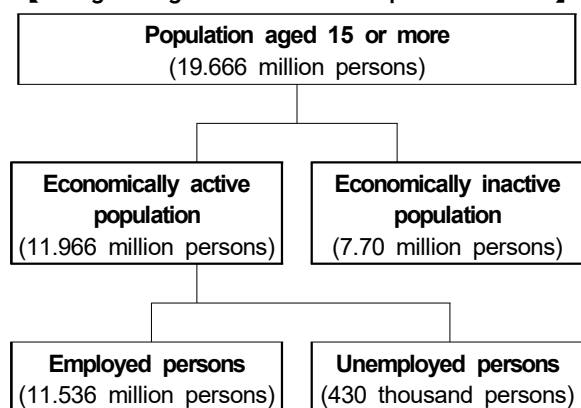 Population aged 15 or more
(19.666 million persons)
Economically active
population
(11.966 million persons)
Economically inactive
population
(7.70 million persons)
Employed persons
(11.536 million persons)
Unemployed persons
(430 thousand persons)